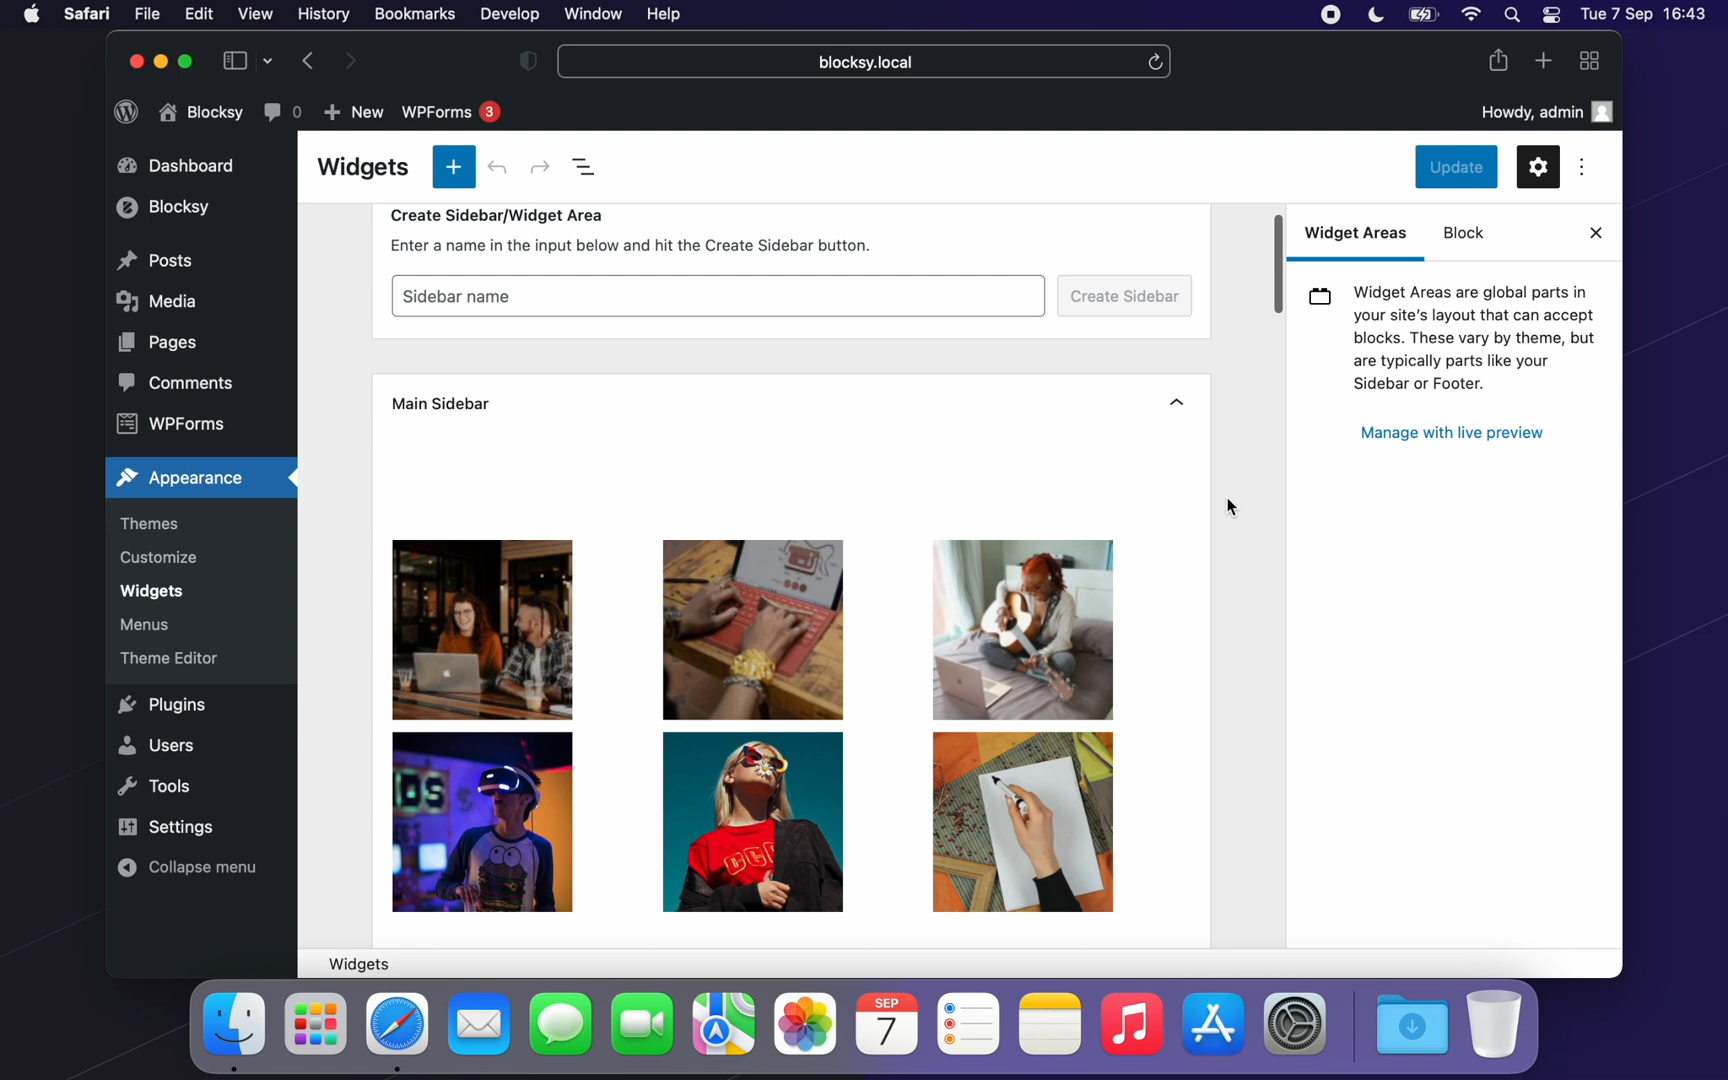 Safari File Edit View History Bookmarks Develop Window Help Tue 7 Sep 16:43
blocksy.local
Blocksy 0 New WPForms 3 Howdy, admin
Dashboard
Blocksy
Posts
Media
Pages
Comments
WPForms
Appearance
Themes
Customize
Widgets
Menus
Theme Editor
Plugins
Users
Tools
Settings
Collapse menu
Widgets Update
Create Sidebar/Widget Area
Enter a name in the input below and hit the Create Sidebar button.
Sidebar name Create Sidebar
Main Sidebar
Widget Areas Block
Widget Areas are global parts in
your site's layout that can accept
blocks. These vary by theme, but
are typically parts like your
Sidebar or Footer.
Manage with live preview
Widgets
SEP
7